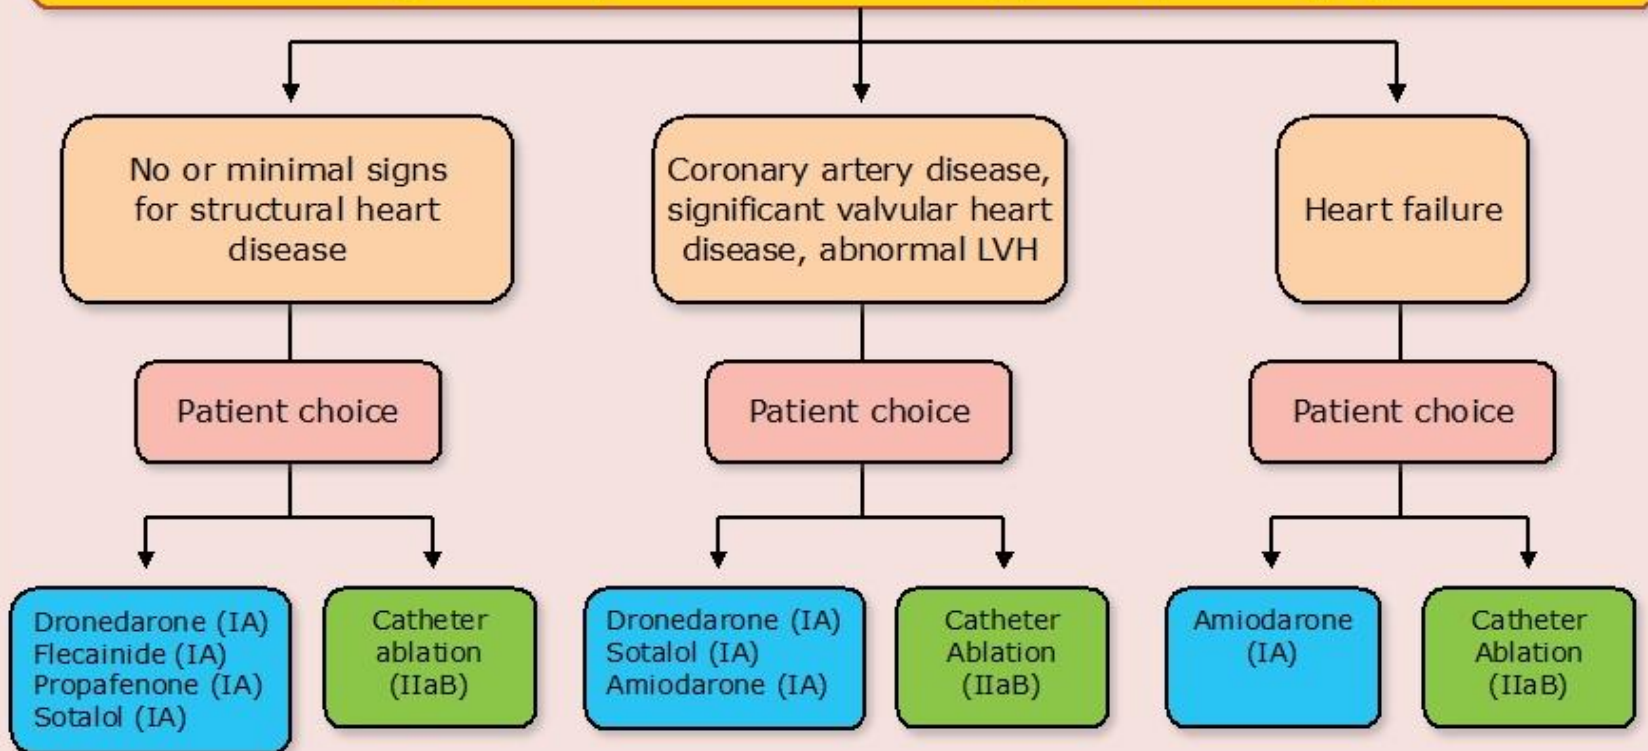 No or minimal signs
for structural heart
disease
Coronary artery disease,
significant valvular heart
disease, abnormal LVH
Heart failure
Patient choice
Patient choice
Patient choice
Dronedarone (IA)
Flecainide (IA)
Propafenone (IA)
Sotalol (IA)
Catheter
ablation
(IIaB)
Dronedarone (IA)
Sotalol (IA)
Amiodarone (IA)
Catheter
Ablation
(IIaB)
Amiodarone
(IA)
Catheter
Ablation
(IIaB)